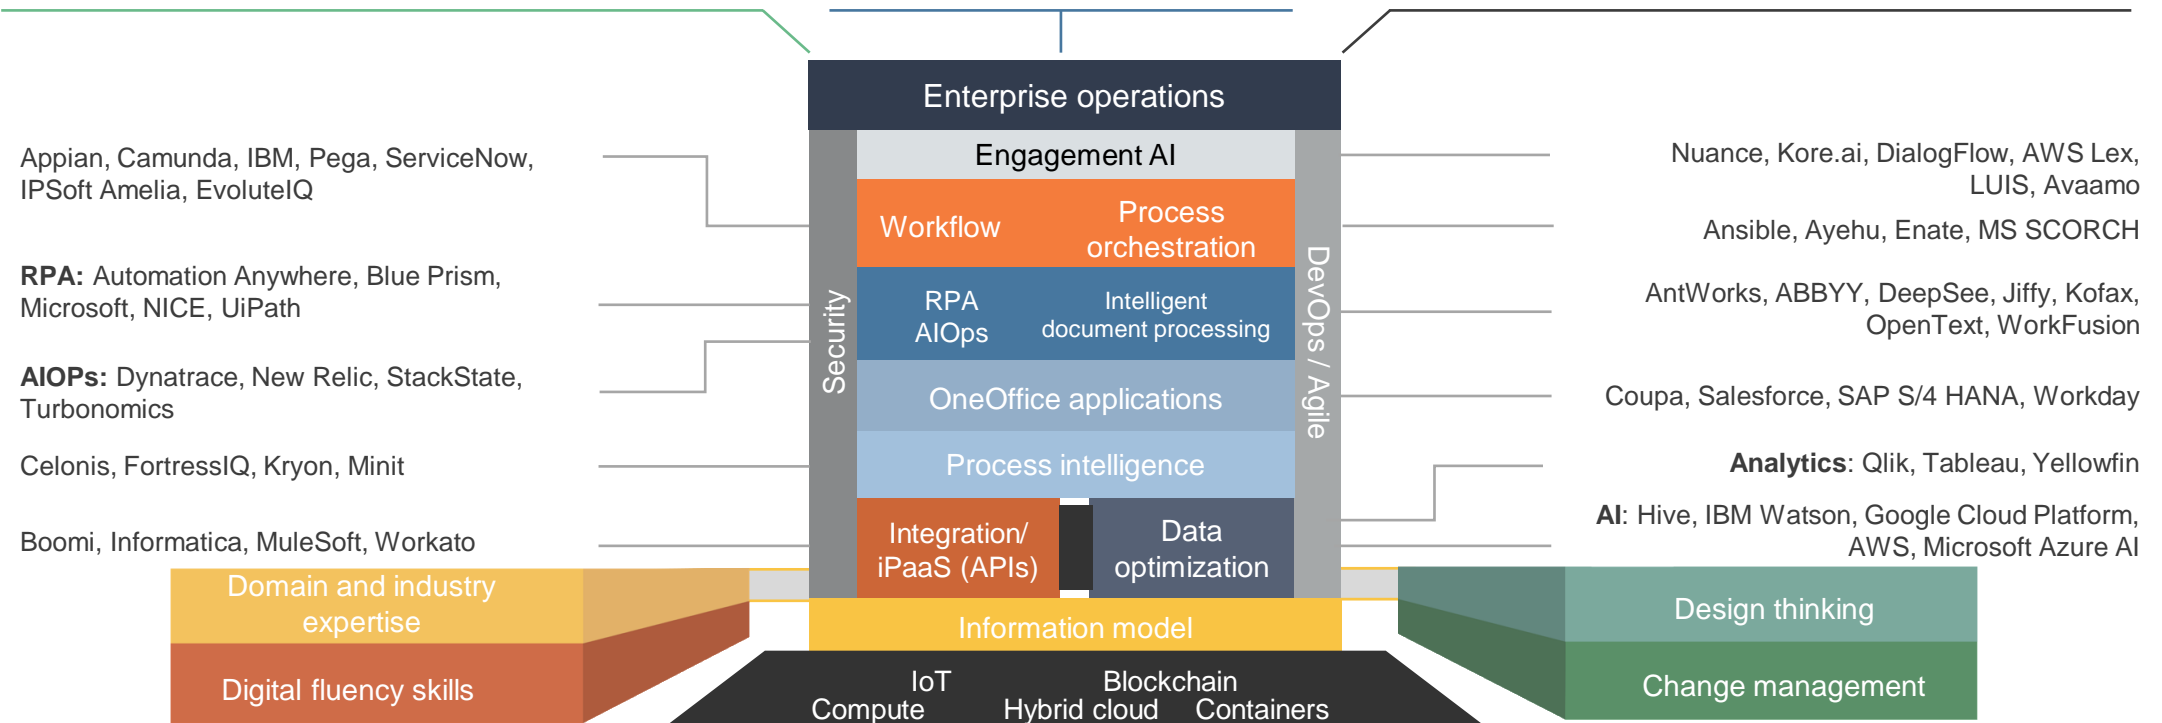 Enterprise operations
Appian, Camunda, IBM, Pega, ServiceNow,
IPSoft Amelia, EvoluteIQ
RPA: Automation Anywhere, Blue Prism,
Microsoft, NICE, UiPath
AIOPs: Dynatrace, New Relic, StackState,
Turbonomics
Celonis, FortressIQ, Kryon, Minit
Boomi, Informatica, MuleSoft, Workato
Security
Engagement AI
Workflow
Process
orchestration
RPA
AIOps
Intelligent
document processing
OneOffice applications
Process intelligence
Integration/
iPaaS (APIs)
Data
optimization
DevOps / Agile
Nuance, Kore.ai, DialogFlow, AWS Lex,
LUIS, Avaamo
Ansible, Ayehu, Enate, MS SCORCH
AntWorks, ABBYY, DeepSee, Jiffy, Kofax,
OpenText, WorkFusion
Coupa, Salesforce, SAP S/4 HANA, Workday
Analytics: Qlik, Tableau, Yellowfin
AI: Hive, IBM Watson, Google Cloud Platform,
AWS, Microsoft Azure AI
Domain and industry
expertise
Digital fluency skills
Information model
IoT Blockchain
Compute Hybrid cloud Containers
Design thinking
Change management